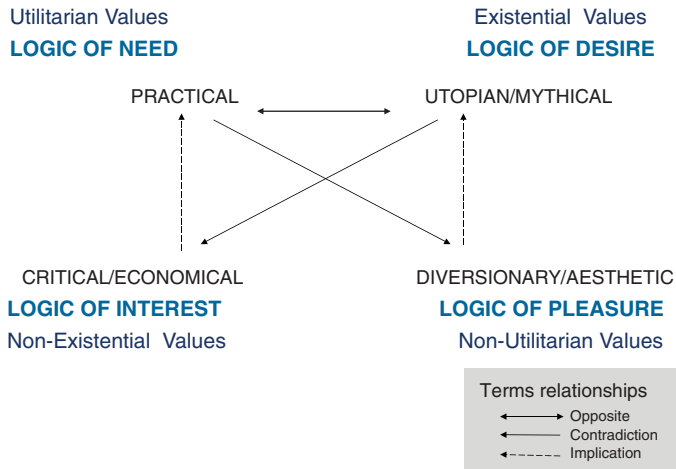 Utilitarian Values
LOGIC OF NEED
Existential Values
LOGIC OF DESIRE
PRACTICAL
UTOPIAN/MYTHICAL
CRITICAL/ECONOMICAL
LOGIC OF INTEREST
Non-Existential Values
DIVERSIONARY/AESTHETIC
LOGIC OF PLEASURE
Non-Utilitarian Values
Terms relationships
Opposite
Contradiction
Implication